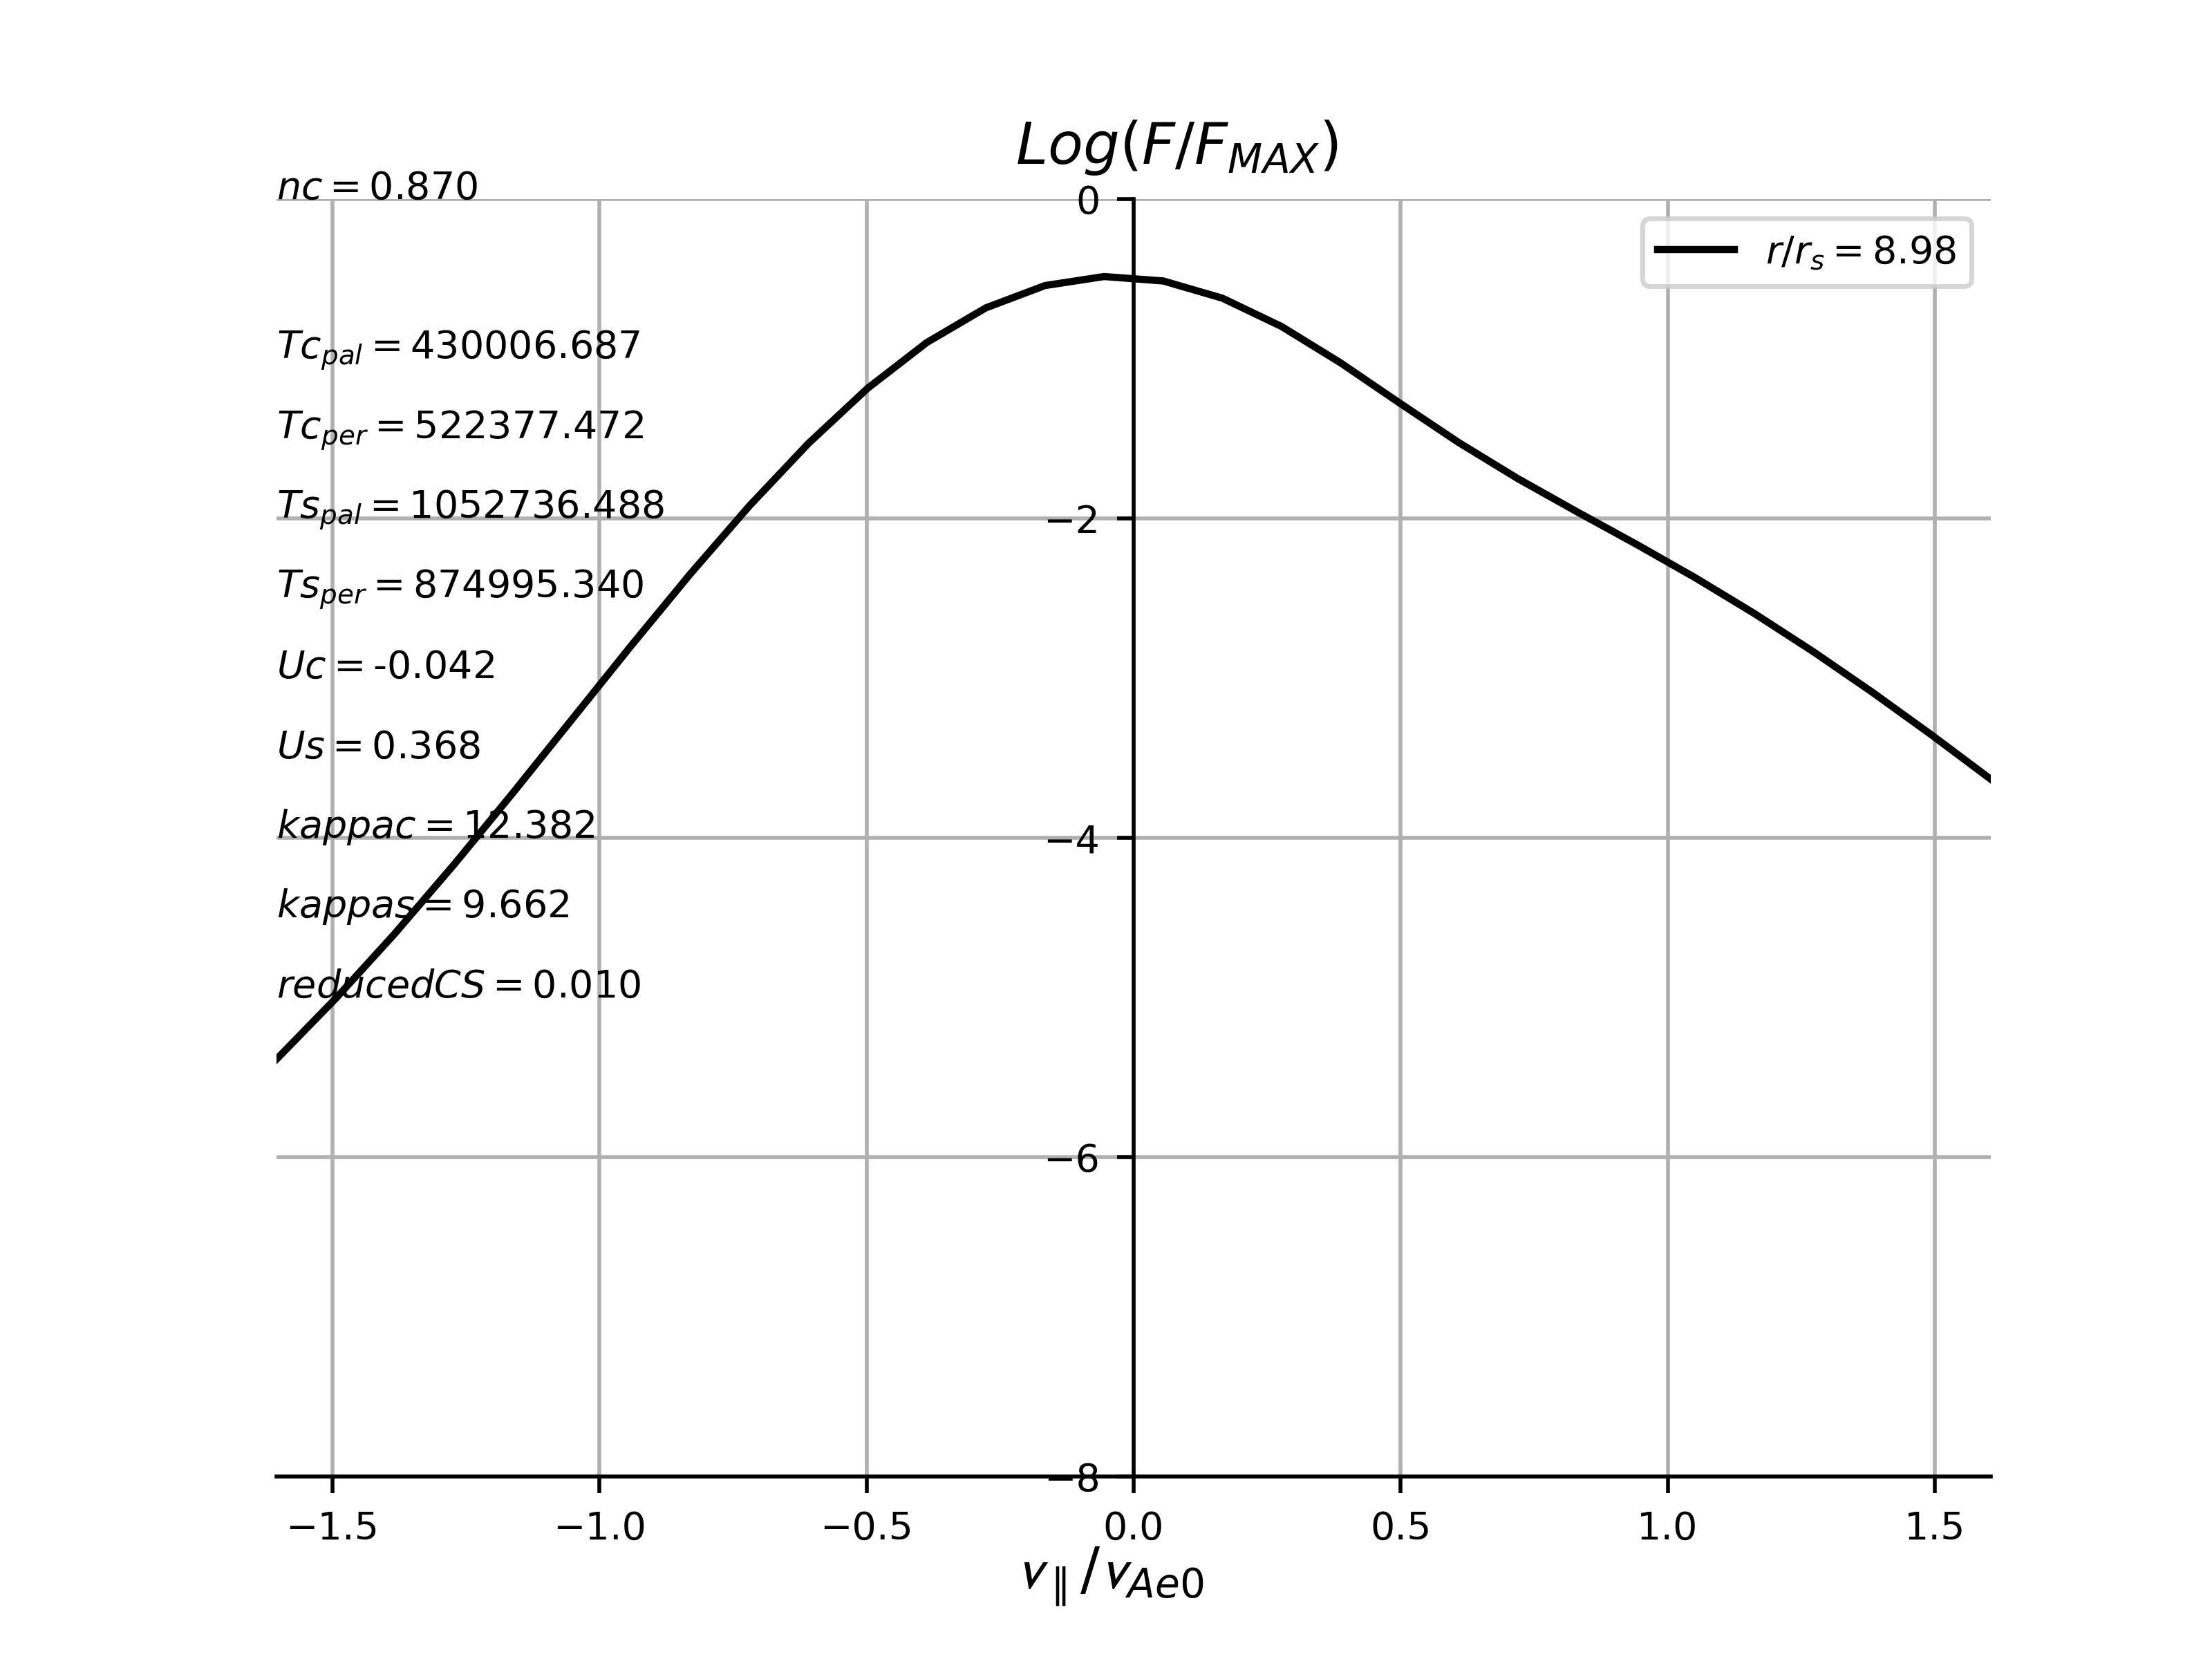 Log(F/F_MAX)
nc = 0.870
0
r/r_s = 8.98
Tc_pal = 430006.687
Tc_per = 522377.472
Ts_pal = 1052736.488
−2
Ts_per = 874995.340
Uc = -0.042
Us = 0.368
kappac = 12.382
−4
kappas = 9.662
reducedCS = 0.010
−6
−8
−1.5 −1.0 −0.5 0.0 0.5 1.0 1.5
v_∥/v_Ae0